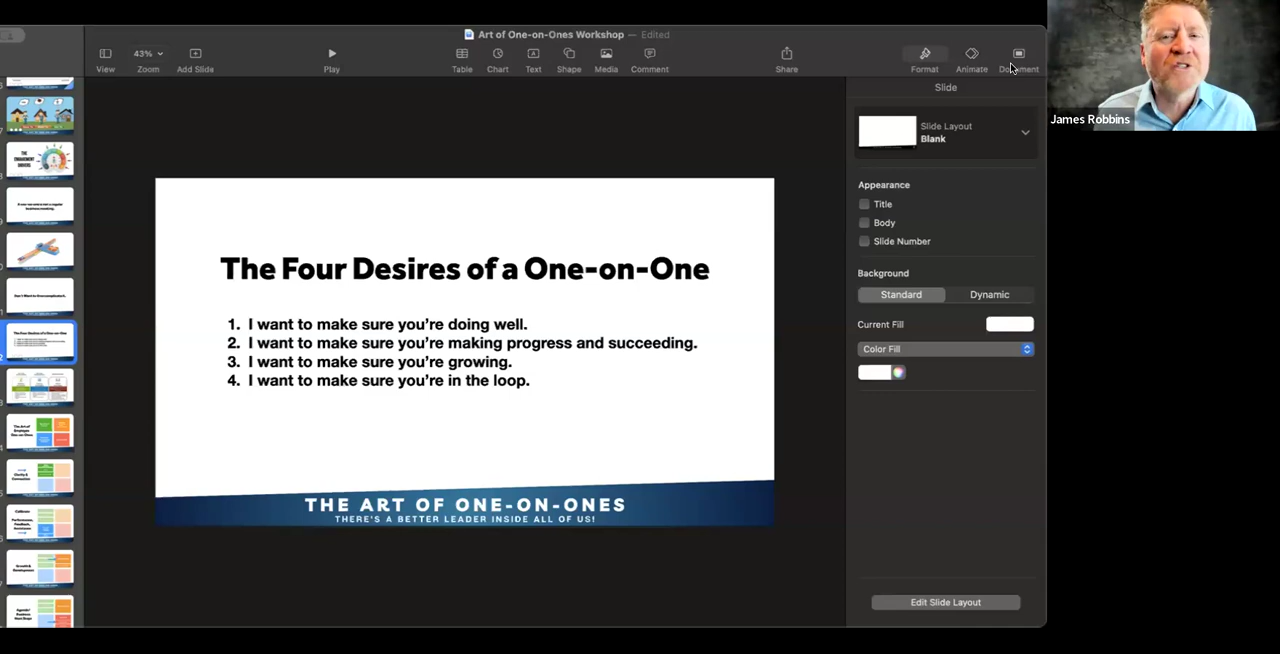 Art of One-on-Ones Workshop — Edited
View
43%
Zoom
Add Slide
Play
Table
Chart
Text
Shape
Media
Comment
Share
Format
Animate
Document
James Robbins
Slide
Slide Layout
Blank
Appearance
Title
Body
Slide Number
Background
Standard
Dynamic
Current Fill
Color Fill
Edit Slide Layout
The Four Desires of a One-on-One
1. I want to make sure you’re doing well.
2. I want to make sure you’re making progress and succeeding.
3. I want to make sure you’re growing.
4. I want to make sure you’re in the loop.
THE ART OF ONE-ON-ONES
THERE'S A BETTER LEADER INSIDE ALL OF US!